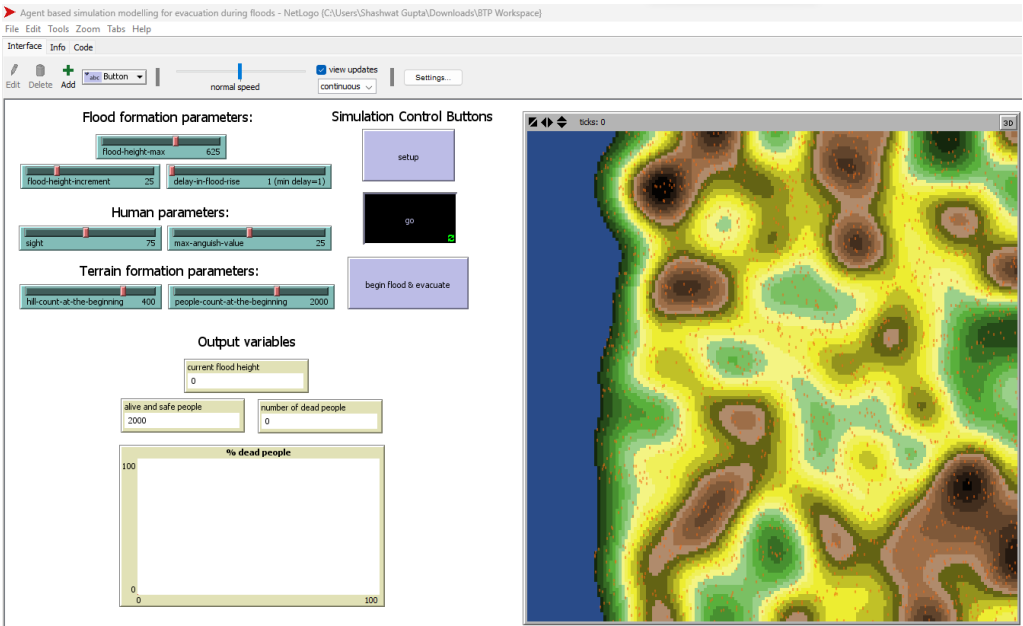 Agent based simulation modelling for evacuation during floods - NetLogo {C:\Users\Shashwat Gupta\Downloads\BTP Workspace}
File Edit Tools Zoom Tabs Help
Interface Info Code
Edit Delete Add
abc Button
normal speed
view updates
continuous
Settings...
Flood formation parameters:
flood-height-max 625
flood-height-increment 25
delay-in-flood-rise 1 (min delay=1)
Human parameters:
sight 75
max-anguish-value 25
Terrain formation parameters:
hill-count-at-the-beginning 400
people-count-at-the-beginning 2000
Simulation Control Buttons
setup
go
begin flood & evacuate
Output variables
current flood height
0
alive and safe people
2000
number of dead people
0
% dead people
100
0
0 100
ticks: 0
3D